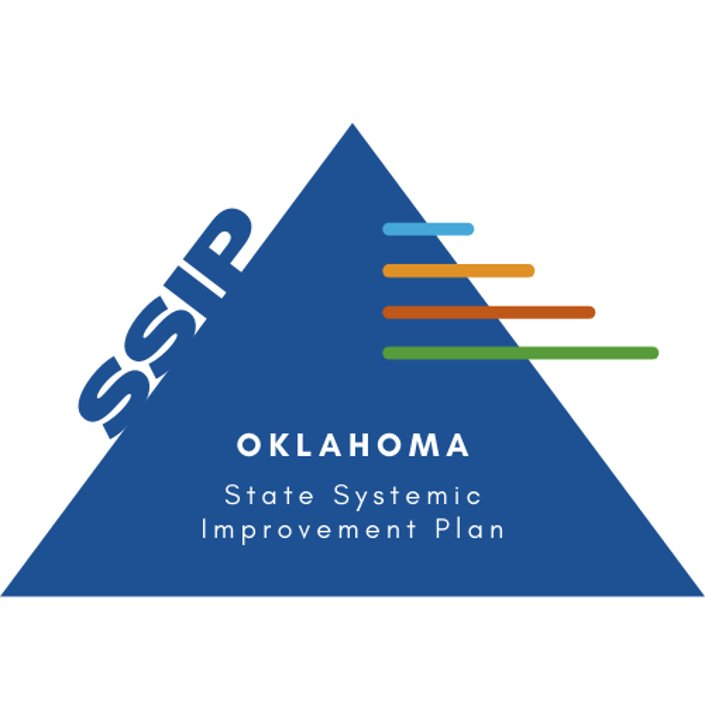 SSIP
OKLAHOMA
State Systemic
Improvement Plan